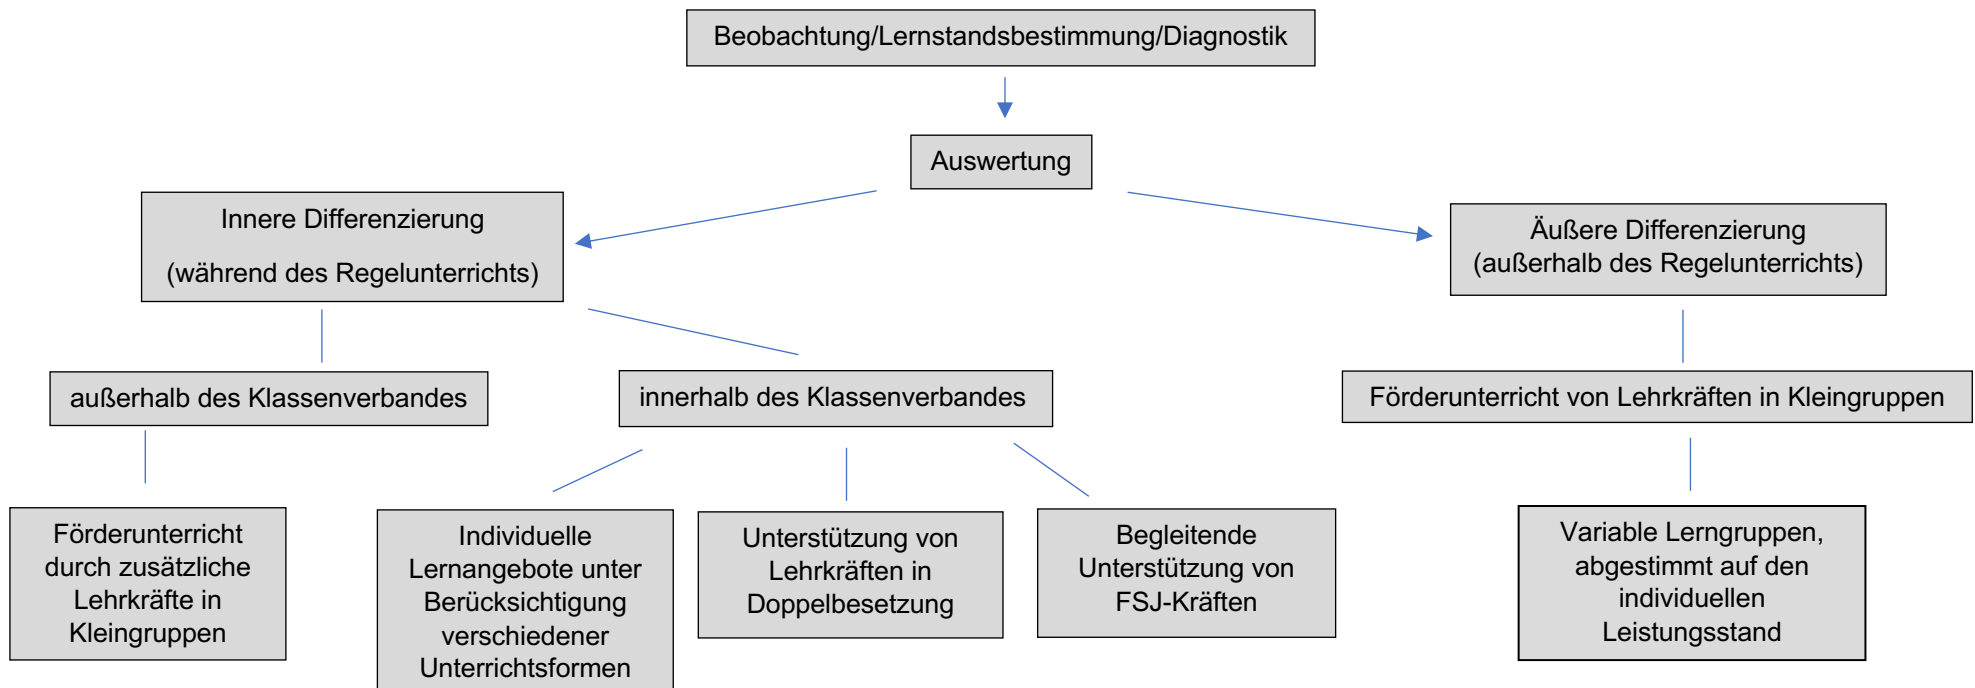 Beobachtung/Lernstandsbestimmung/Diagnostik
Auswertung
Innere Differenzierung
(während des Regelunterrichts)
Äußere Differenzierung
(außerhalb des Regelunterrichts)
außerhalb des Klassenverbandes
innerhalb des Klassenverbandes
Förderunterricht von Lehrkräften in Kleingruppen
Förderunterricht
durch zusätzliche
Lehrkräfte in
Kleingruppen
Individuelle
Lernangebote unter
Berücksichtigung
verschiedener
Unterrichtsformen
Unterstützung von
Lehrkräften in
Doppelbesetzung
Begleitende
Unterstützung von
FSJ-Kräften
Variable Lerngruppen,
abgestimmt auf den
individuellen
Leistungsstand